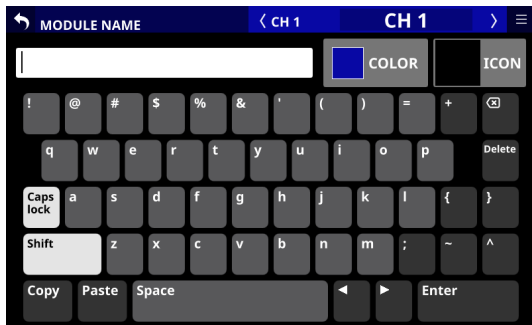 MODULE NAME 〈 CH 1 CH 1 〉
COLOR ICON
! @ # $ % & ' ( ) = +
q w e r t y u i o p Delete
Caps lock a s d f g h j k l { }
Shift z x c v b n m ; ~ ^
Copy Paste Space ◀ ▶ Enter